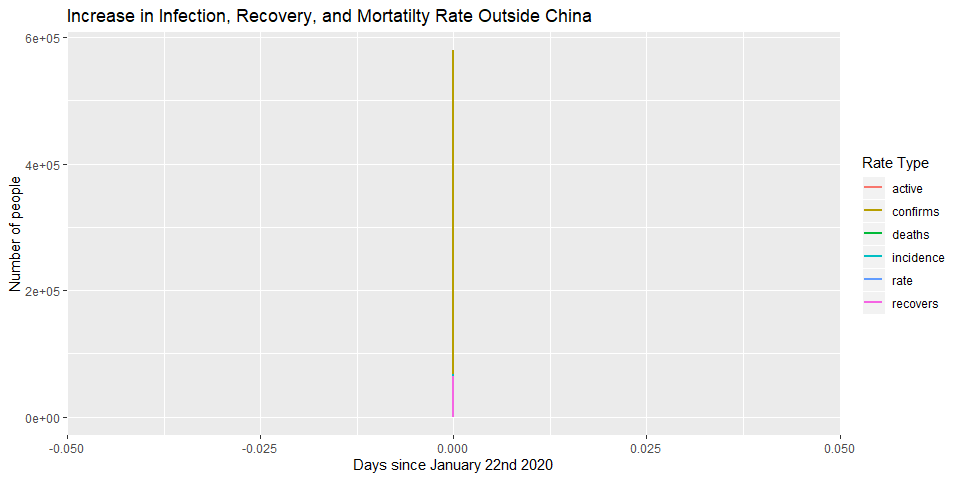 Increase in Infection, Recovery, and Mortatilty Rate Outside China
6e+05
4e+05
2e+05
0e+00
Number of people
-0.050
-0.025
0.000
0.025
0.050
Days since January 22nd 2020
Rate Type
active
confirms
deaths
incidence
rate
recovers